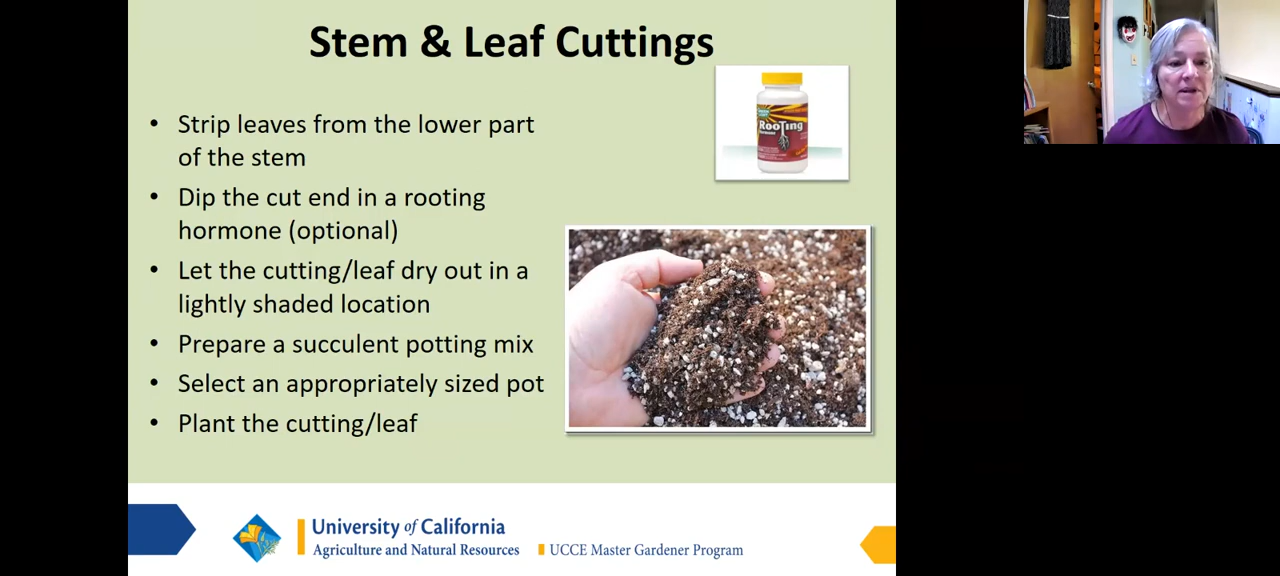 Stem & Leaf Cuttings
• Strip leaves from the lower part
of the stem
• Dip the cut end in a rooting
hormone (optional)
• Let the cutting/leaf dry out in a
lightly shaded location
• Prepare a succulent potting mix
• Select an appropriately sized pot
• Plant the cutting/leaf
Rooting
University of California
Agriculture and Natural Resources
UCCE Master Gardener Program